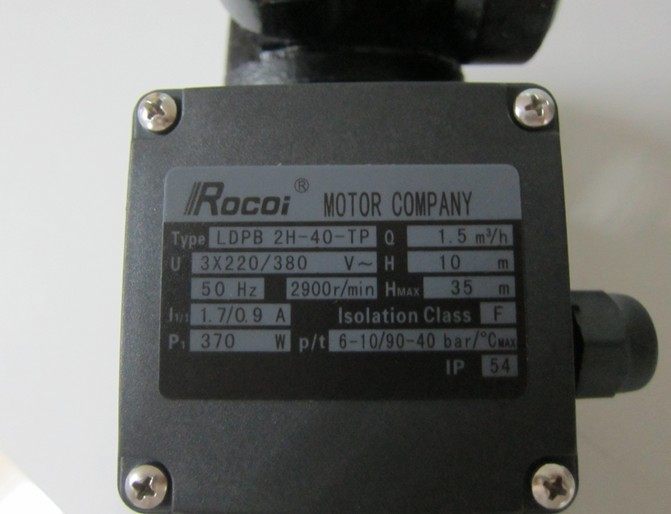 Rocoi ® MOTOR COMPANY
Type LDPB 2H-40-TP Q 1.5 m³/h
U 3X220/380 V~ H 10 m
50 Hz 2900r/min HMAX 35 m
I1/1 1.7/0.9 A Isolation Class F
P1 370 W p/t 6-10/90-40 bar/°CMAX
IP 54